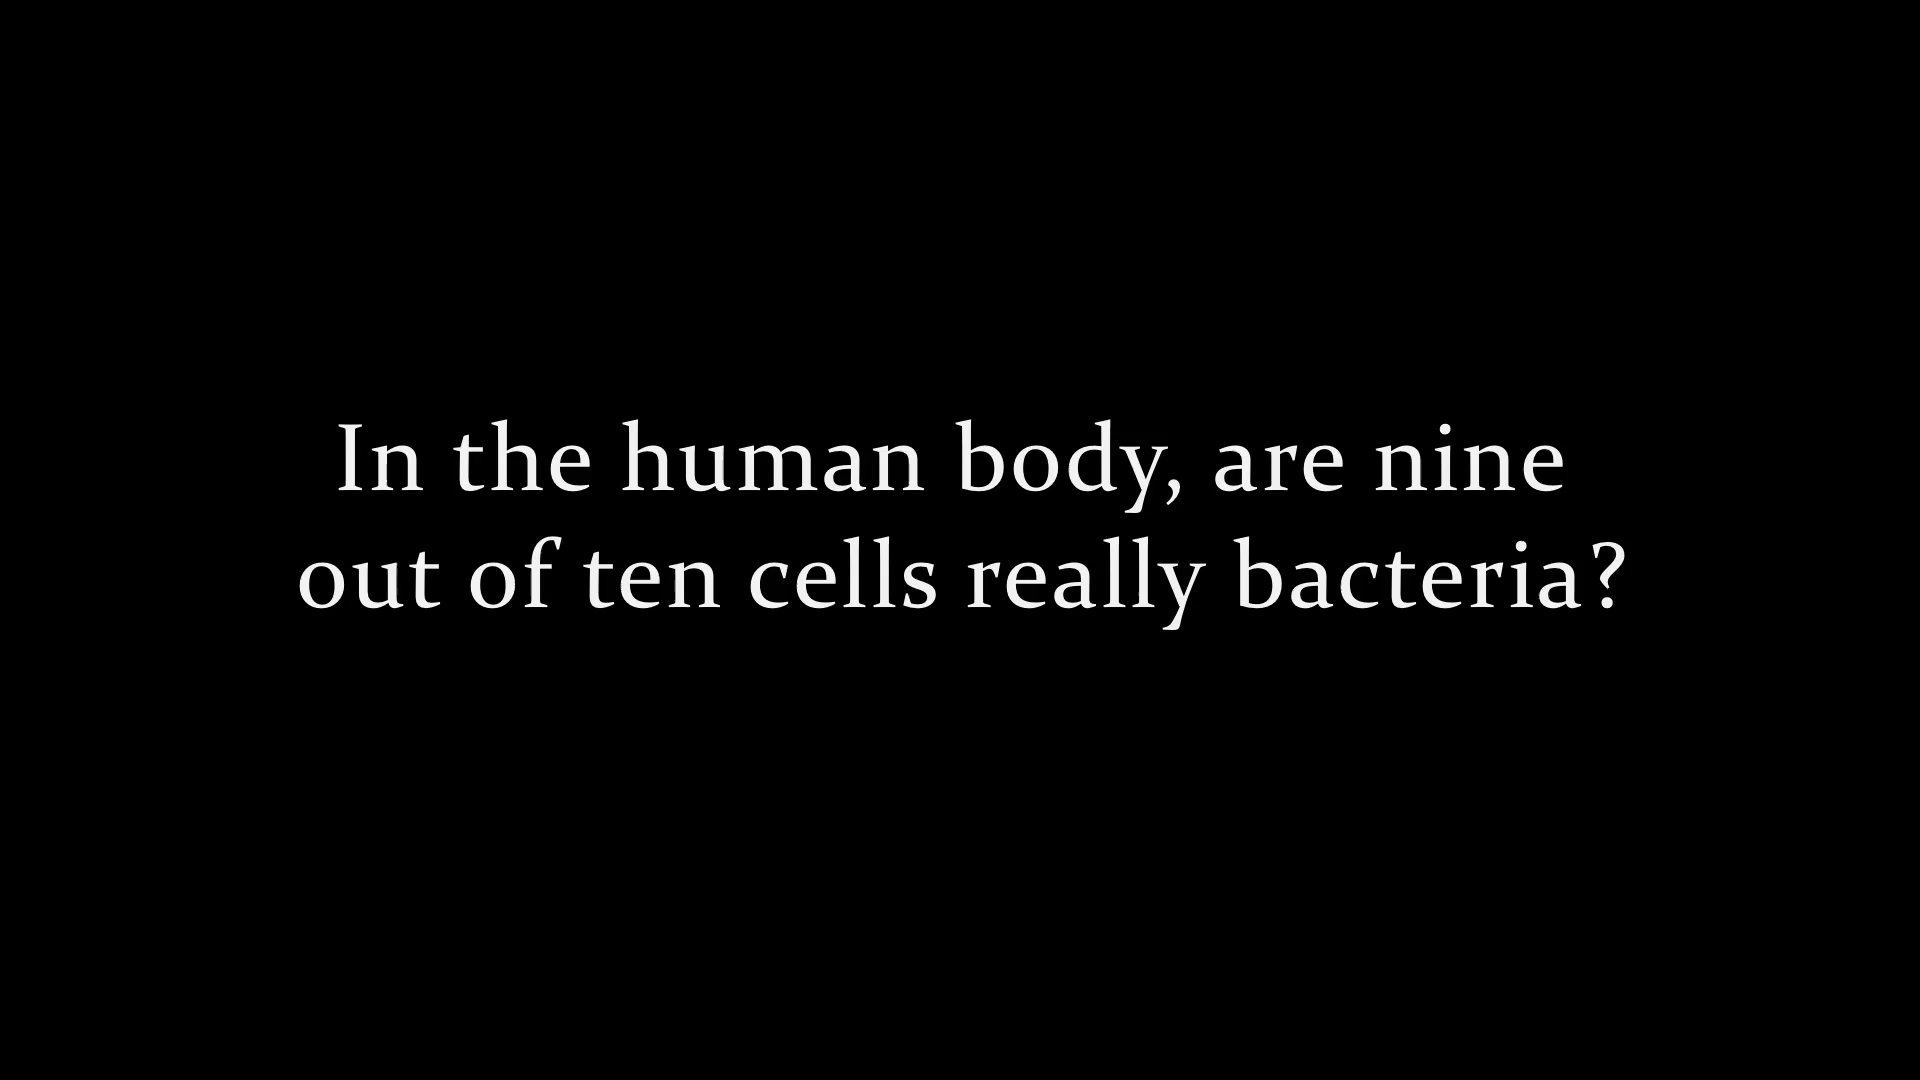 In the human body, are nine
out of ten cells really bacteria?